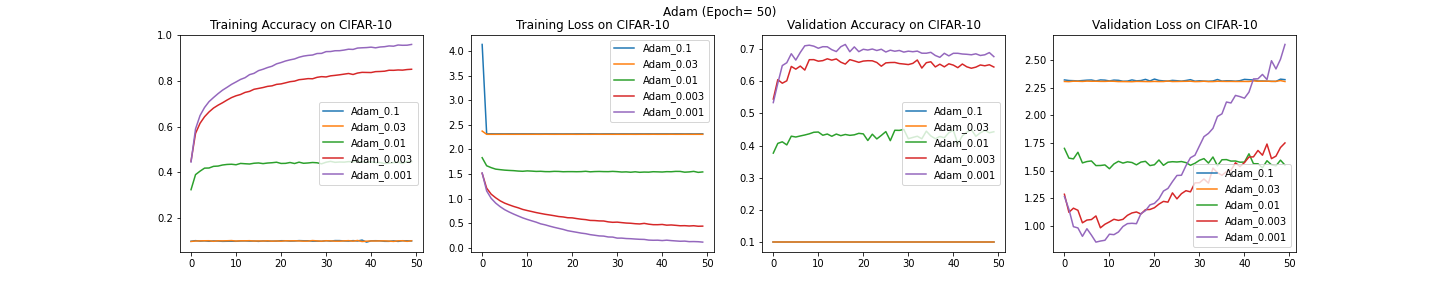 Adam (Epoch= 50)
Training Accuracy on CIFAR-10
1.0
0.8
0.6
0.4
0.2
0 10 20 30 40 50
Adam_0.1
Adam_0.03
Adam_0.01
Adam_0.003
Adam_0.001
Training Loss on CIFAR-10
4.0
3.5
3.0
2.5
2.0
1.5
1.0
0.5
0.0
0 10 20 30 40 50
Adam_0.1
Adam_0.03
Adam_0.01
Adam_0.003
Adam_0.001
Validation Accuracy on CIFAR-10
0.7
0.6
0.5
0.4
0.3
0.2
0.1
0 10 20 30 40 50
Adam_0.1
Adam_0.03
Adam_0.01
Adam_0.003
Adam_0.001
Validation Loss on CIFAR-10
2.50
2.25
2.00
1.75
1.50
1.25
1.00
0 10 20 30 40 50
Adam_0.1
Adam_0.03
Adam_0.01
Adam_0.003
Adam_0.001